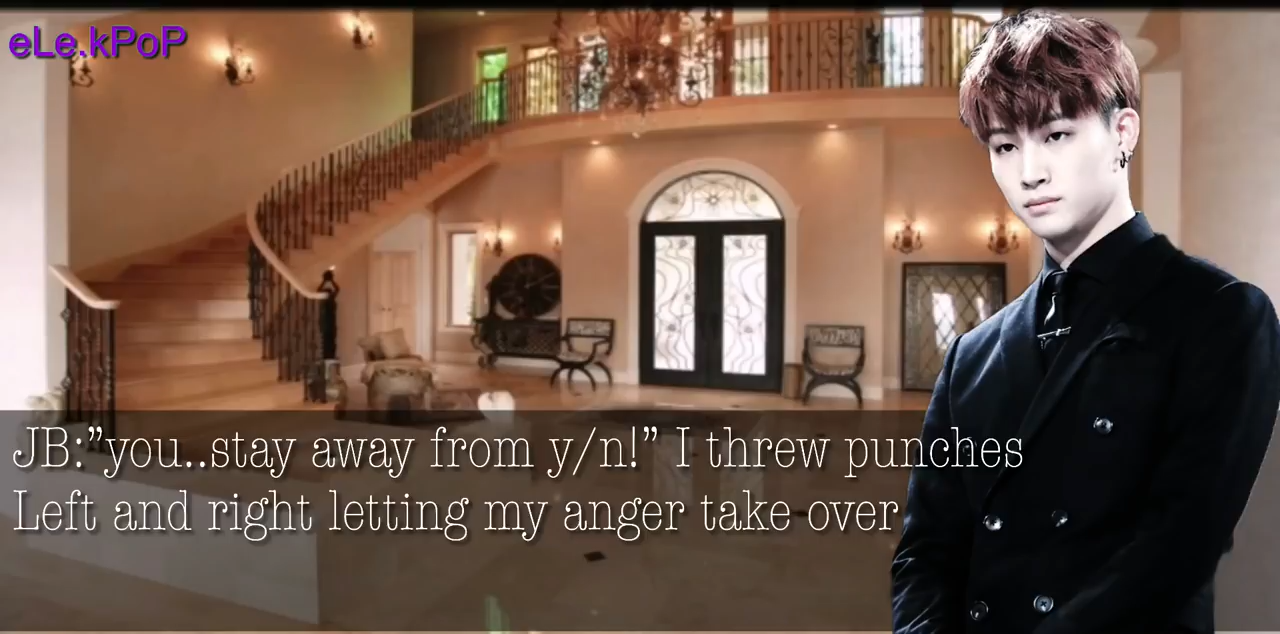 eLe.kPoP
JB:”you..stay away from y/n!” I threw punches
Left and right letting my anger take over